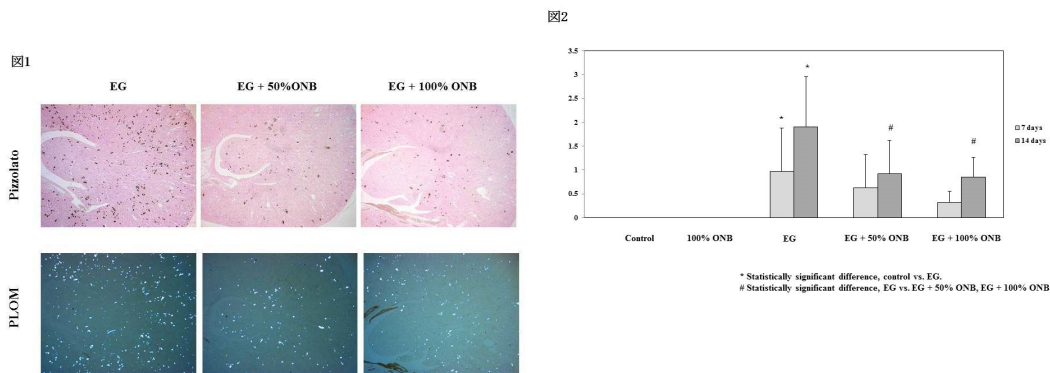 図1
EG EG + 50%ONB EG + 100% ONB
Pizzolato
PLOM
図2
3.5
3
2.5
2
1.5
1
0.5
0
* * # #
7 days
14 days
Control 100% ONB EG EG + 50% ONB EG + 100% ONB
* Statistically significant difference, control vs. EG.
# Statistically significant difference, EG vs. EG + 50% ONB, EG + 100% ONB